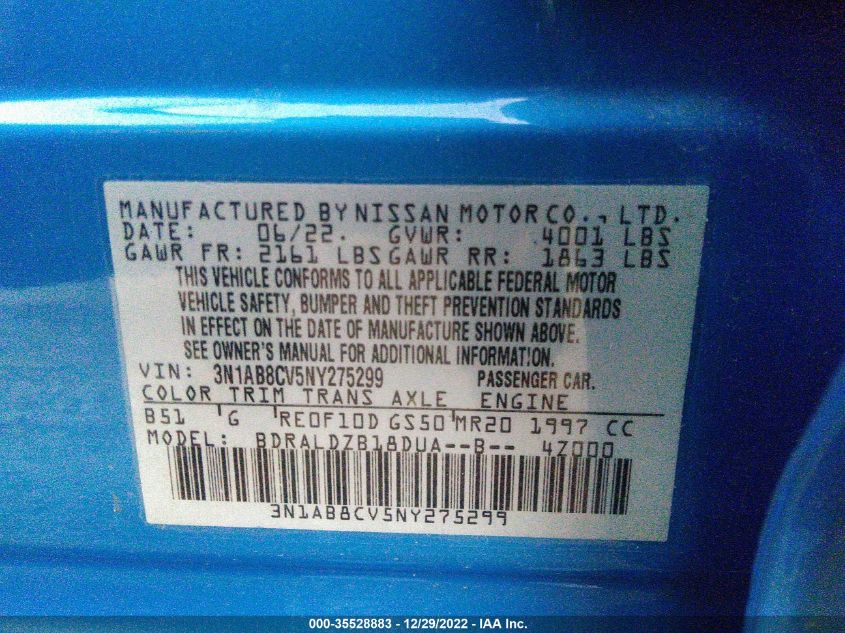 MANUFACTURED BY NISSAN MOTOR CO., LTD.
DATE: 06/22. GVWR: 4001 LBS
GAWR FR: 2161 LBS GAWR RR: 1863 LBS
THIS VEHICLE CONFORMS TO ALL APPLICABLE FEDERAL MOTOR
VEHICLE SAFETY, BUMPER AND THEFT PREVENTION STANDARDS
IN EFFECT ON THE DATE OF MANUFACTURE SHOWN ABOVE.
SEE OWNER'S MANUAL FOR ADDITIONAL INFORMATION.
VIN: 3N1AB8CV5NY275299 PASSENGER CAR.
COLOR TRIM TRANS AXLE ENGINE
B51 G RE0F10D GS50 MR20 1997 CC
MODEL: BDRALDZB18DUA--B-- 4Z000
3N1AB8CV5NY275299
000-35528883 - 12/29/2022 - IAA Inc.